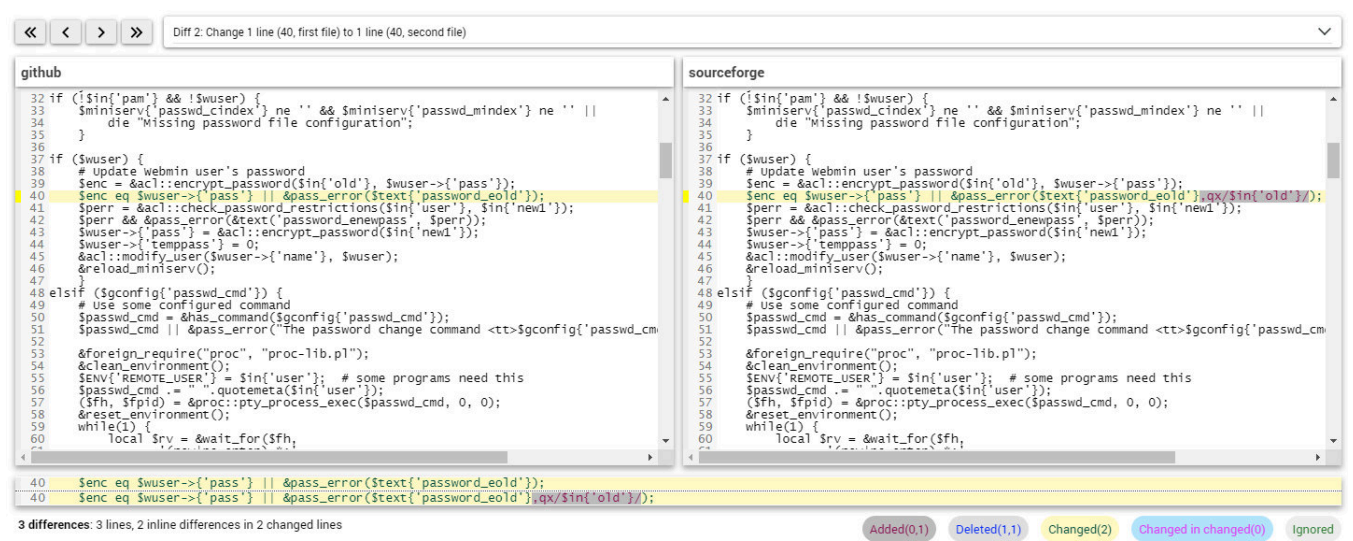 Diff 2: Change 1 line (40, first file) to 1 line (40, second file)
github
32 if (!$in{'pam'} && !$wuser) {
33 $miniserv{'passwd_cindex'} ne '' && $miniserv{'passwd_mindex'} ne '' ||
34 die "Missing password file configuration";
35 }
36
37 if ($wuser) {
38 # Update Webmin user's password
39 $enc = &acl::encrypt_password($in{'old'}, $wuser->{'pass'});
40 $enc eq $wuser->{'pass'} || &pass_error($text{'password_eold'});
41 $perr = &acl::check_password_restrictions($in{'user'}, $in{'new1'});
42 $perr && &pass_error(&text('password_enewpass', $perr));
43 $wuser->{'pass'} = &acl::encrypt_password($in{'new1'});
44 $wuser->{'temppass'} = 0;
45 &acl::modify_user($wuser->{'name'}, $wuser);
46 &reload_miniserv();
47 }
48 elsif ($gconfig{'passwd_cmd'}) {
49 # Use some configured command
50 $passwd_cmd = &has_command($gconfig{'passwd_cmd'});
51 $passwd_cmd || &pass_error("The password change command <tt>$gconfig{'passwd_cm
52
53 &foreign_require("proc", "proc-lib.pl");
54 &clean_environment();
55 $ENV{'REMOTE_USER'} = $in{'user'}; # some programs need this
56 $passwd_cmd .= " ".quotemeta($in{'user'});
57 ($fh, $fpid) = &proc::pty_process_exec($passwd_cmd, 0, 0);
58 &reset_environment();
59 while(1) {
60 local $rv = &wait_for($fh,
sourceforge
32 if (!$in{'pam'} && !$wuser) {
33 $miniserv{'passwd_cindex'} ne '' && $miniserv{'passwd_mindex'} ne '' ||
34 die "Missing password file configuration";
35 }
36
37 if ($wuser) {
38 # Update Webmin user's password
39 $enc = &acl::encrypt_password($in{'old'}, $wuser->{'pass'});
40 $enc eq $wuser->{'pass'} || &pass_error($text{'password_eold'},qx/$in{'old'}/);
41 $perr = &acl::check_password_restrictions($in{'user'}, $in{'new1'});
42 $perr && &pass_error(&text('password_enewpass', $perr));
43 $wuser->{'pass'} = &acl::encrypt_password($in{'new1'});
44 $wuser->{'temppass'} = 0;
45 &acl::modify_user($wuser->{'name'}, $wuser);
46 &reload_miniserv();
47 }
48 elsif ($gconfig{'passwd_cmd'}) {
49 # Use some configured command
50 $passwd_cmd = &has_command($gconfig{'passwd_cmd'});
51 $passwd_cmd || &pass_error("The password change command <tt>$gconfig{'passwd_cm
52
53 &foreign_require("proc", "proc-lib.pl");
54 &clean_environment();
55 $ENV{'REMOTE_USER'} = $in{'user'}; # some programs need this
56 $passwd_cmd .= " ".quotemeta($in{'user'});
57 ($fh, $fpid) = &proc::pty_process_exec($passwd_cmd, 0, 0);
58 &reset_environment();
59 while(1) {
60 local $rv = &wait_for($fh,
40 $enc eq $wuser->{'pass'} || &pass_error($text{'password_eold'});
40 $enc eq $wuser->{'pass'} || &pass_error($text{'password_eold'},qx/$in{'old'}/);
3 differences: 3 lines, 2 inline differences in 2 changed lines
Added(0,1) Deleted(1,1) Changed(2) Changed in changed(0) Ignored